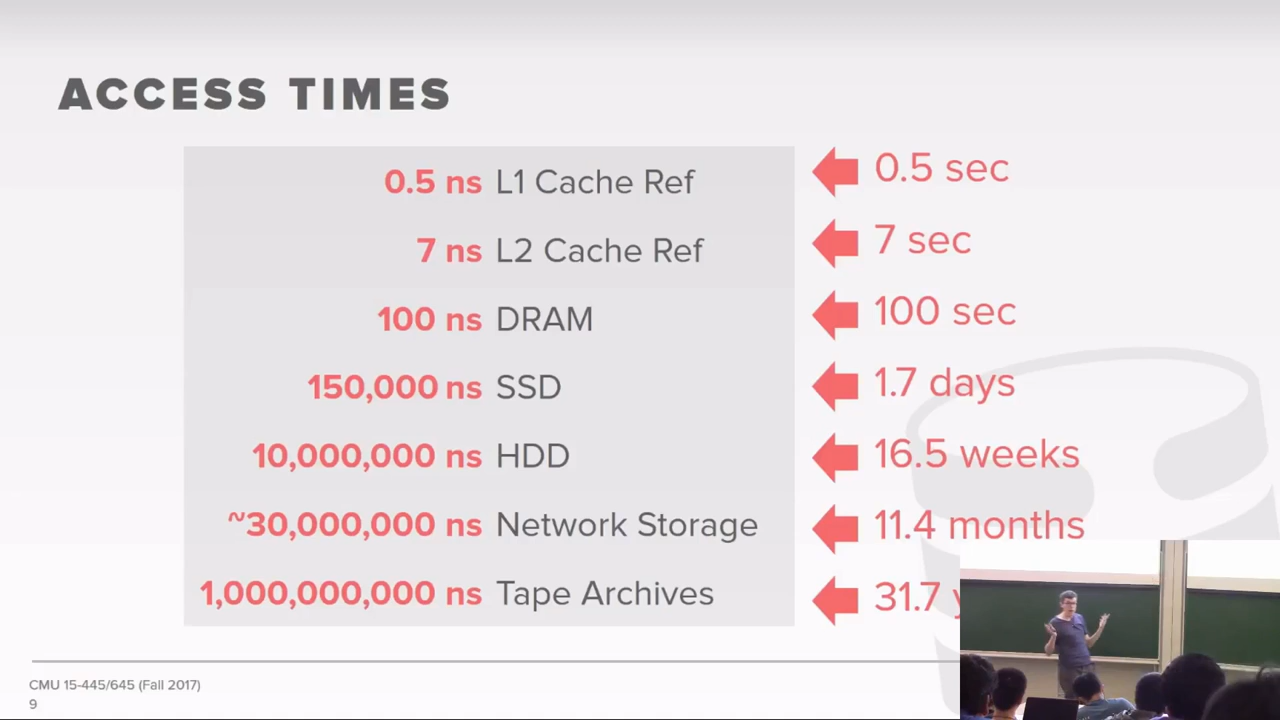 ACCESS TIMES
0.5 ns L1 Cache Ref 0.5 sec
7 ns L2 Cache Ref 7 sec
100 ns DRAM 100 sec
150,000 ns SSD 1.7 days
10,000,000 ns HDD 16.5 weeks
~30,000,000 ns Network Storage 11.4 months
1,000,000,000 ns Tape Archives 31.7
CMU 15-445/645 (Fall 2017)
9